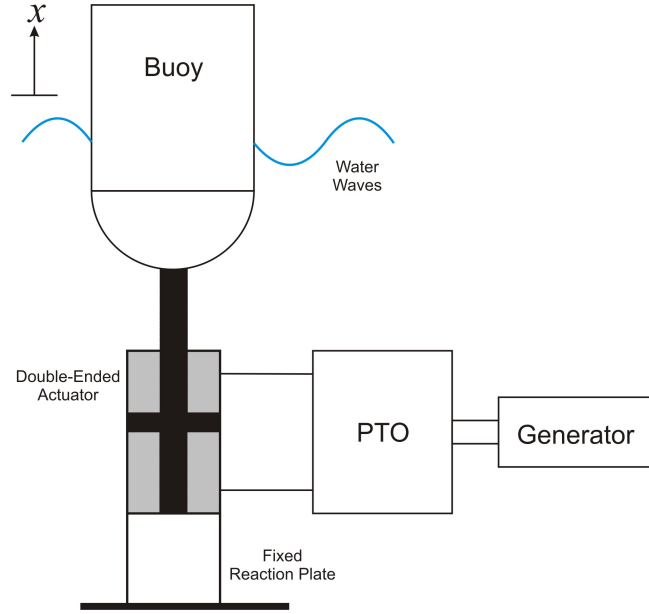 x
Buoy
Water
Waves
Double-Ended
Actuator
PTO
Generator
Fixed
Reaction Plate